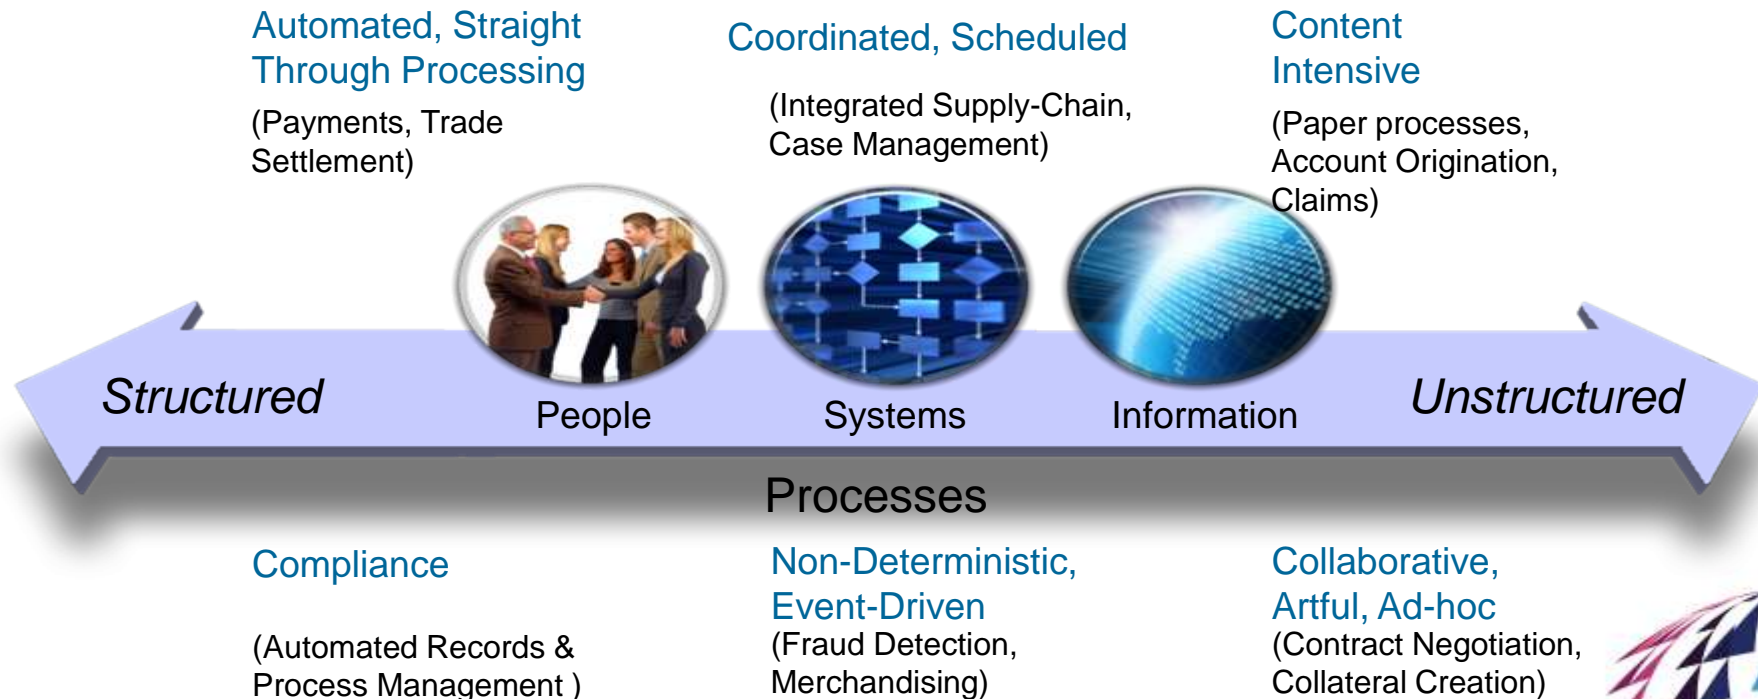 Automated, Straight
Through Processing
(Payments, Trade
Settlement)
Coordinated, Scheduled
(Integrated Supply-Chain,
Case Management)
Content
Intensive
(Paper processes,
Account Origination,
Claims)
Structured
People
Systems
Information
Unstructured
Processes
Compliance
(Automated Records &
Process Management )
Non-Deterministic,
Event-Driven
(Fraud Detection,
Merchandising)
Collaborative,
Artful, Ad-hoc
(Contract Negotiation,
Collateral Creation)